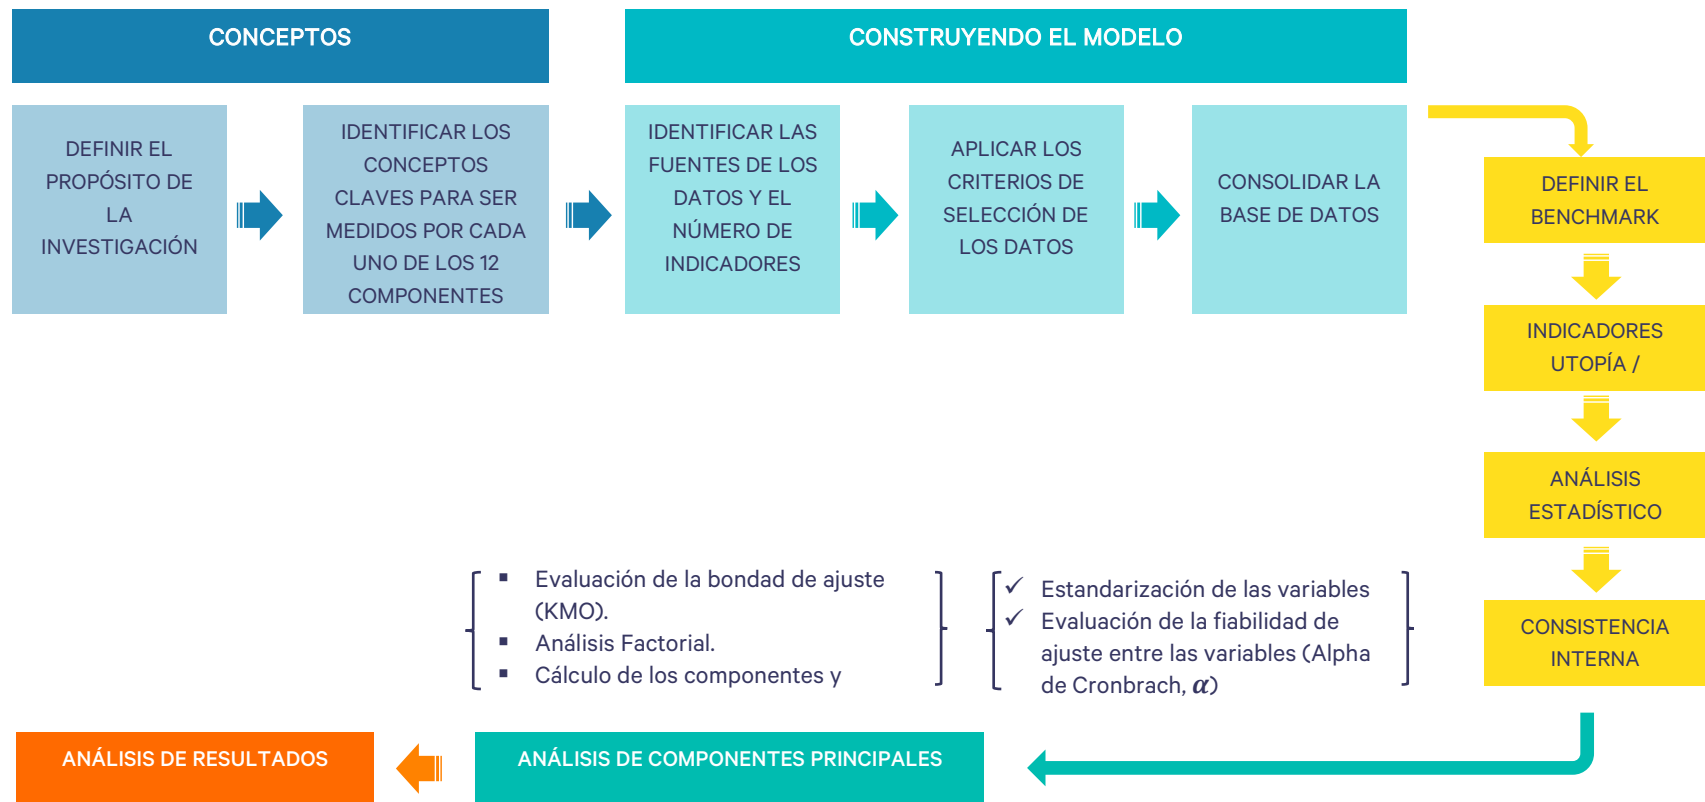 CONCEPTOS
CONSTRUYENDO EL MODELO
DEFINIR EL
PROPÓSITO DE
LA
INVESTIGACIÓN
IDENTIFICAR LOS
CONCEPTOS
CLAVES PARA SER
MEDIDOS POR CADA
UNO DE LOS 12
COMPONENTES
IDENTIFICAR LAS
FUENTES DE LOS
DATOS Y EL
NÚMERO DE
INDICADORES
APLICAR LOS
CRITERIOS DE
SELECCIÓN DE
LOS DATOS
CONSOLIDAR LA
BASE DE DATOS
DEFINIR EL
BENCHMARK
INDICADORES
UTOPÍA /
ANÁLISIS
ESTADÍSTICO
CONSISTENCIA
INTERNA
✓ Estandarización de las variables
✓ Evaluación de la fiabilidad de
ajuste entre las variables (Alpha
de Cronbrach, α)
▪ Evaluación de la bondad de ajuste
(KMO).
▪ Análisis Factorial.
▪ Cálculo de los componentes y
ANÁLISIS DE COMPONENTES PRINCIPALES
ANÁLISIS DE RESULTADOS